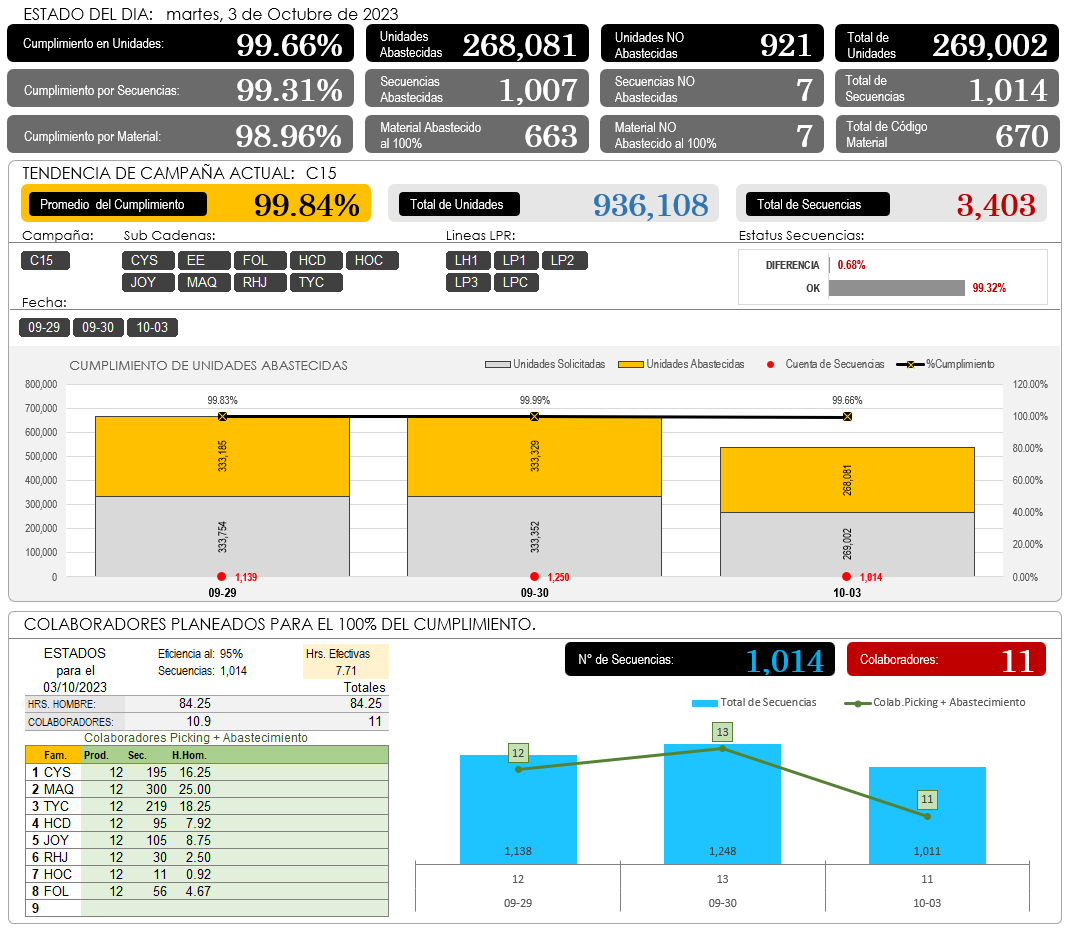 ESTADO DEL DIA: martes, 3 de Octubre de 2023
Cumplimiento en Unidades: 99.66%
Unidades Abastecidas 268,081
Unidades NO Abastecidas 921
Total de Unidades 269,002
Cumplimiento por Secuencias: 99.31%
Secuencias Abastecidas 1,007
Secuencias NO Abastecidas 7
Total de Secuencias 1,014
Cumplimiento por Material: 98.96%
Material Abastecido al 100% 663
Material NO Abastecido al 100% 7
Total de Código Material 670
TENDENCIA DE CAMPAÑA ACTUAL: C15
Promedio del Cumplimiento 99.84%
Total de Unidades 936,108
Total de Secuencias 3,403
Campaña:
C15
Sub Cadenas:
CYS EE FOL HCD HOC
JOY MAQ RHJ TYC
Lineas LPR:
LH1 LP1 LP2
LP3 LPC
Estatus Secuencias:
DIFERENCIA 0.68%
OK 99.32%
Fecha:
09-29 09-30 10-03
CUMPLIMIENTO DE UNIDADES ABASTECIDAS
Unidades Solicitadas Unidades Abastecidas Cuenta de Secuencias %Cumplimiento
800,000
700,000
600,000
500,000
400,000
300,000
200,000
100,000
0
120.00%
100.00%
80.00%
60.00%
40.00%
20.00%
0.00%
99.83% 99.99% 99.66%
333,185 333,329 268,081
333,754 333,352 269,002
1,139 1,250 1,014
09-29 09-30 10-03
COLABORADORES PLANEADOS PARA EL 100% DEL CUMPLIMIENTO.
ESTADOS
para el
03/10/2023
Eficiencia al: 95%
Secuencias: 1,014
Hrs. Efectivas
7.71
Totales
HRS. HOMBRE: 84.25 84.25
COLABORADORES: 10.9 11
Colaboradores Picking + Abastecimiento
Fam. Prod. Sec. H.Hom.
1 CYS 12 195 16.25
2 MAQ 12 300 25.00
3 TYC 12 219 18.25
4 HCD 12 95 7.92
5 JOY 12 105 8.75
6 RHJ 12 30 2.50
7 HOC 12 11 0.92
8 FOL 12 56 4.67
9
N° de Secuencias: 1,014
Colaboradores: 11
Total de Secuencias Colab.Picking + Abastecimiento
12 13 11
1,138 1,248 1,011
12 13 11
09-29 09-30 10-03